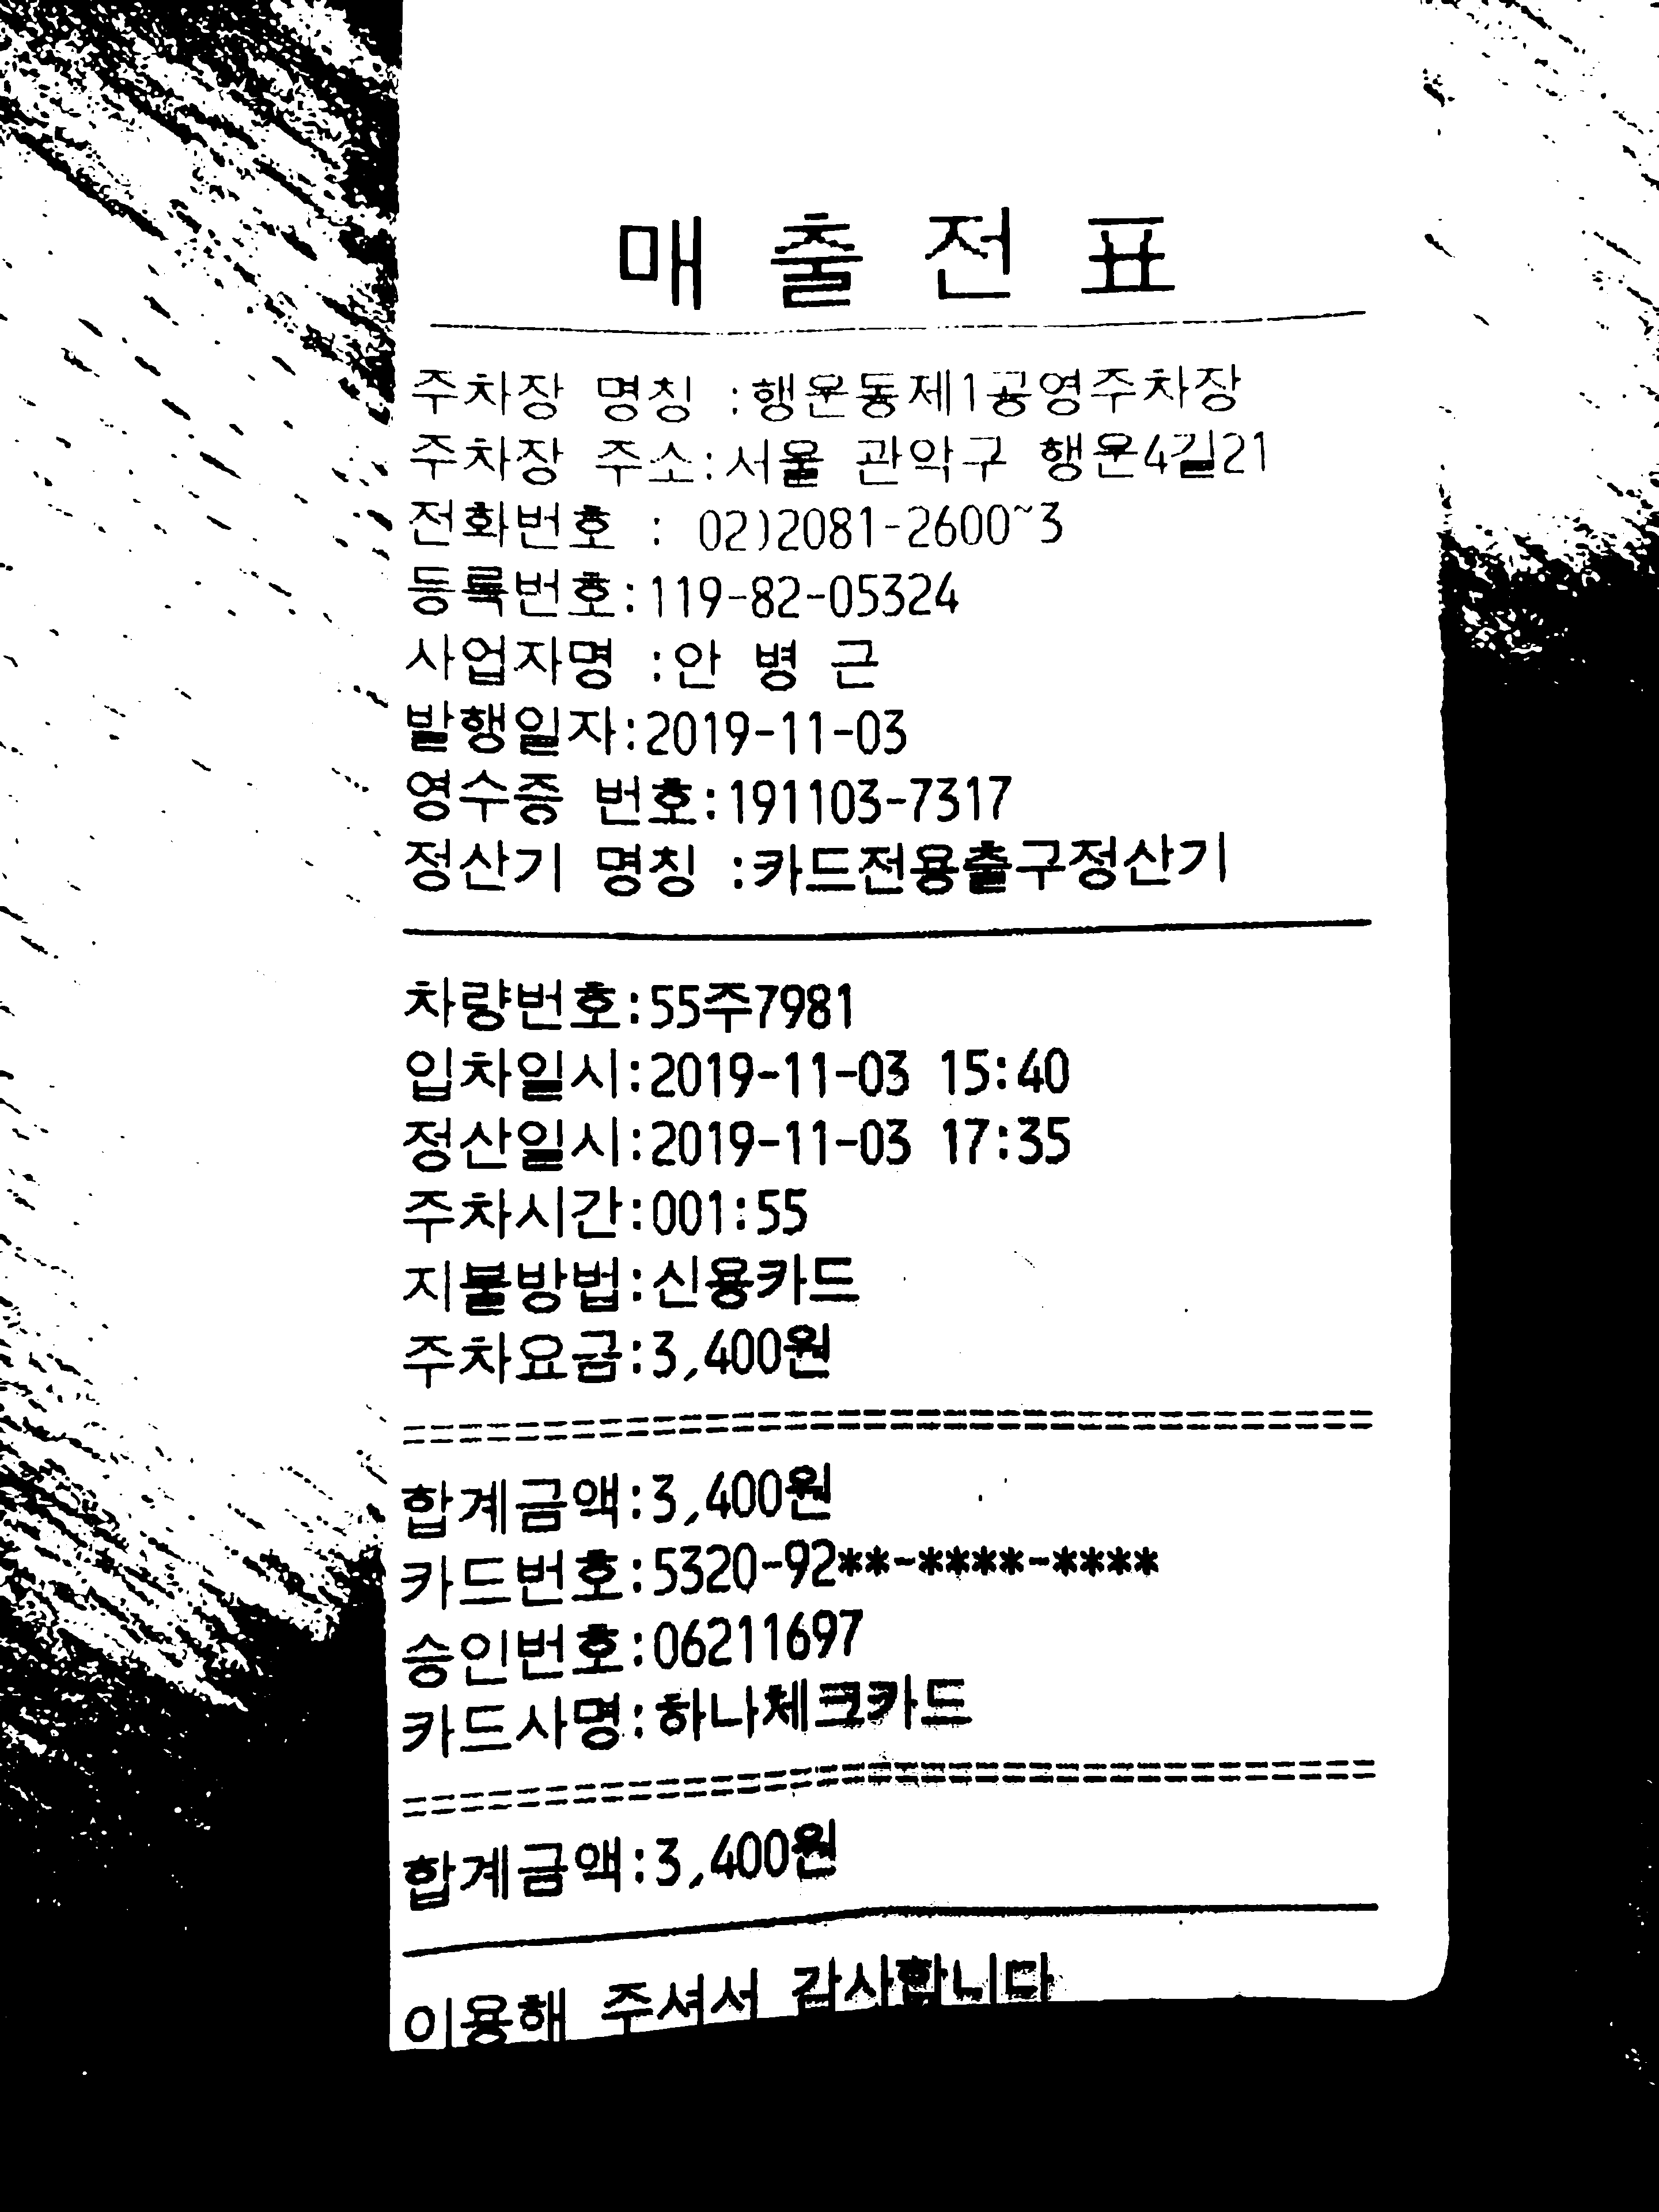 매 출 전 표
주차장 명칭 :행운동제1공영주차장
주차장 주소:서울 관악구 행운4길21
전화번호 : 02)2081-2600~3
등록번호:119-82-05324
사업자명 :안 병 근
발행일자:2019-11-03
영수증 번호:191103-7317
정산기 명칭 :카드전용출구정산기
차량번호:55주7981
입차일시:2019-11-03 15:40
정산일시:2019-11-03 17:35
주차시간:001:55
지불방법:신용카드
주차요금:3,400원
==================================
합계금액:3,400원
카드번호:5320-92**-****-****
승인번호:06211697
카드사명:하나체크카드
==================================
합계금액:3,400원
이용해 주셔서 감사합니다